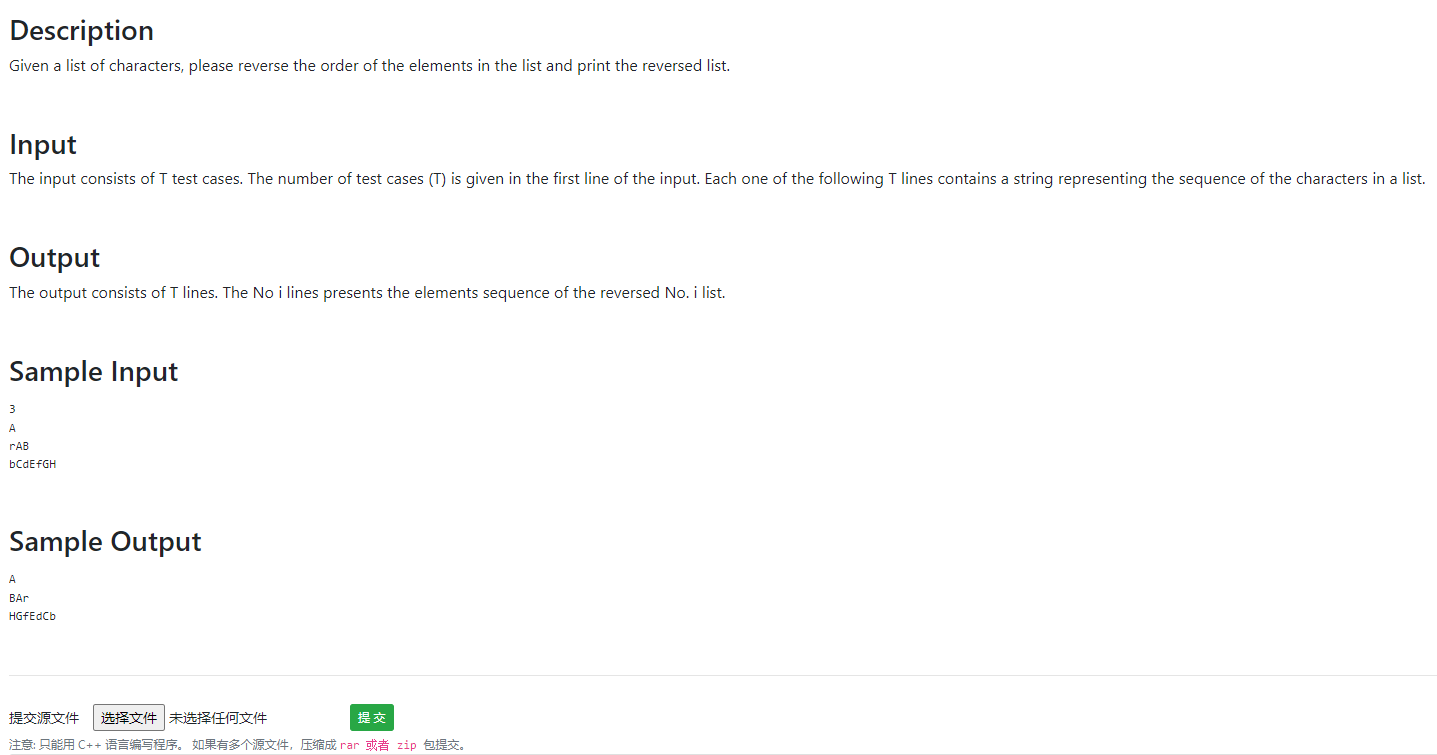 Description
Given a list of characters, please reverse the order of the elements in the list and print the reversed list.
Input
The input consists of T test cases. The number of test cases (T) is given in the first line of the input. Each one of the following T lines contains a string representing the sequence of the characters in a list.
Output
The output consists of T lines. The No i lines presents the elements sequence of the reversed No. i list.
Sample Input
3
A
rAB
bCdEfGH
Sample Output
A
BAr
HGfEdCb
提交源文件 选择文件 未选择任何文件 提交
注意: 只能用 C++ 语言编写程序。 如果有多个源文件，压缩成 rar 或者 zip 包提交。